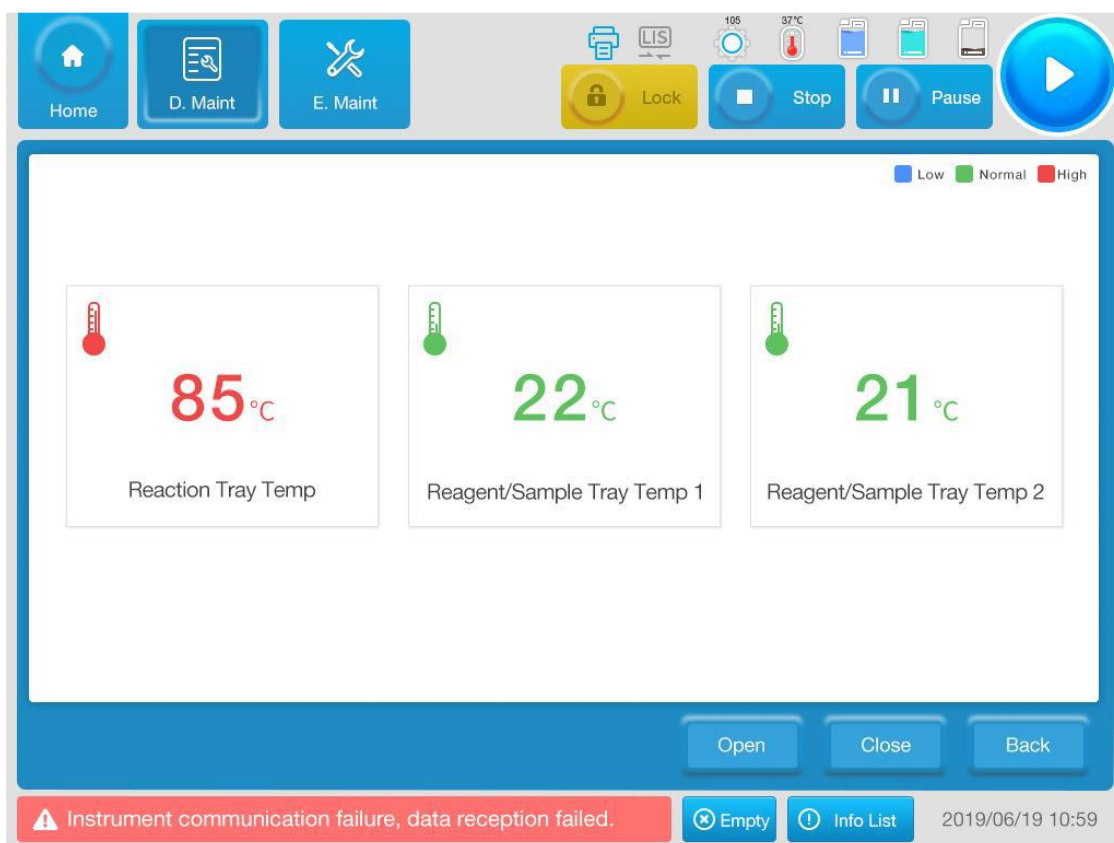 105
37°C
LIS
Home
D. Maint
E. Maint
Lock
Stop
Pause
Low Normal High
85°C
22°C
21°C
Reaction Tray Temp
Reagent/Sample Tray Temp 1
Reagent/Sample Tray Temp 2
Open
Close
Back
Instrument communication failure, data reception failed.
Empty
Info List
2019/06/19 10:59